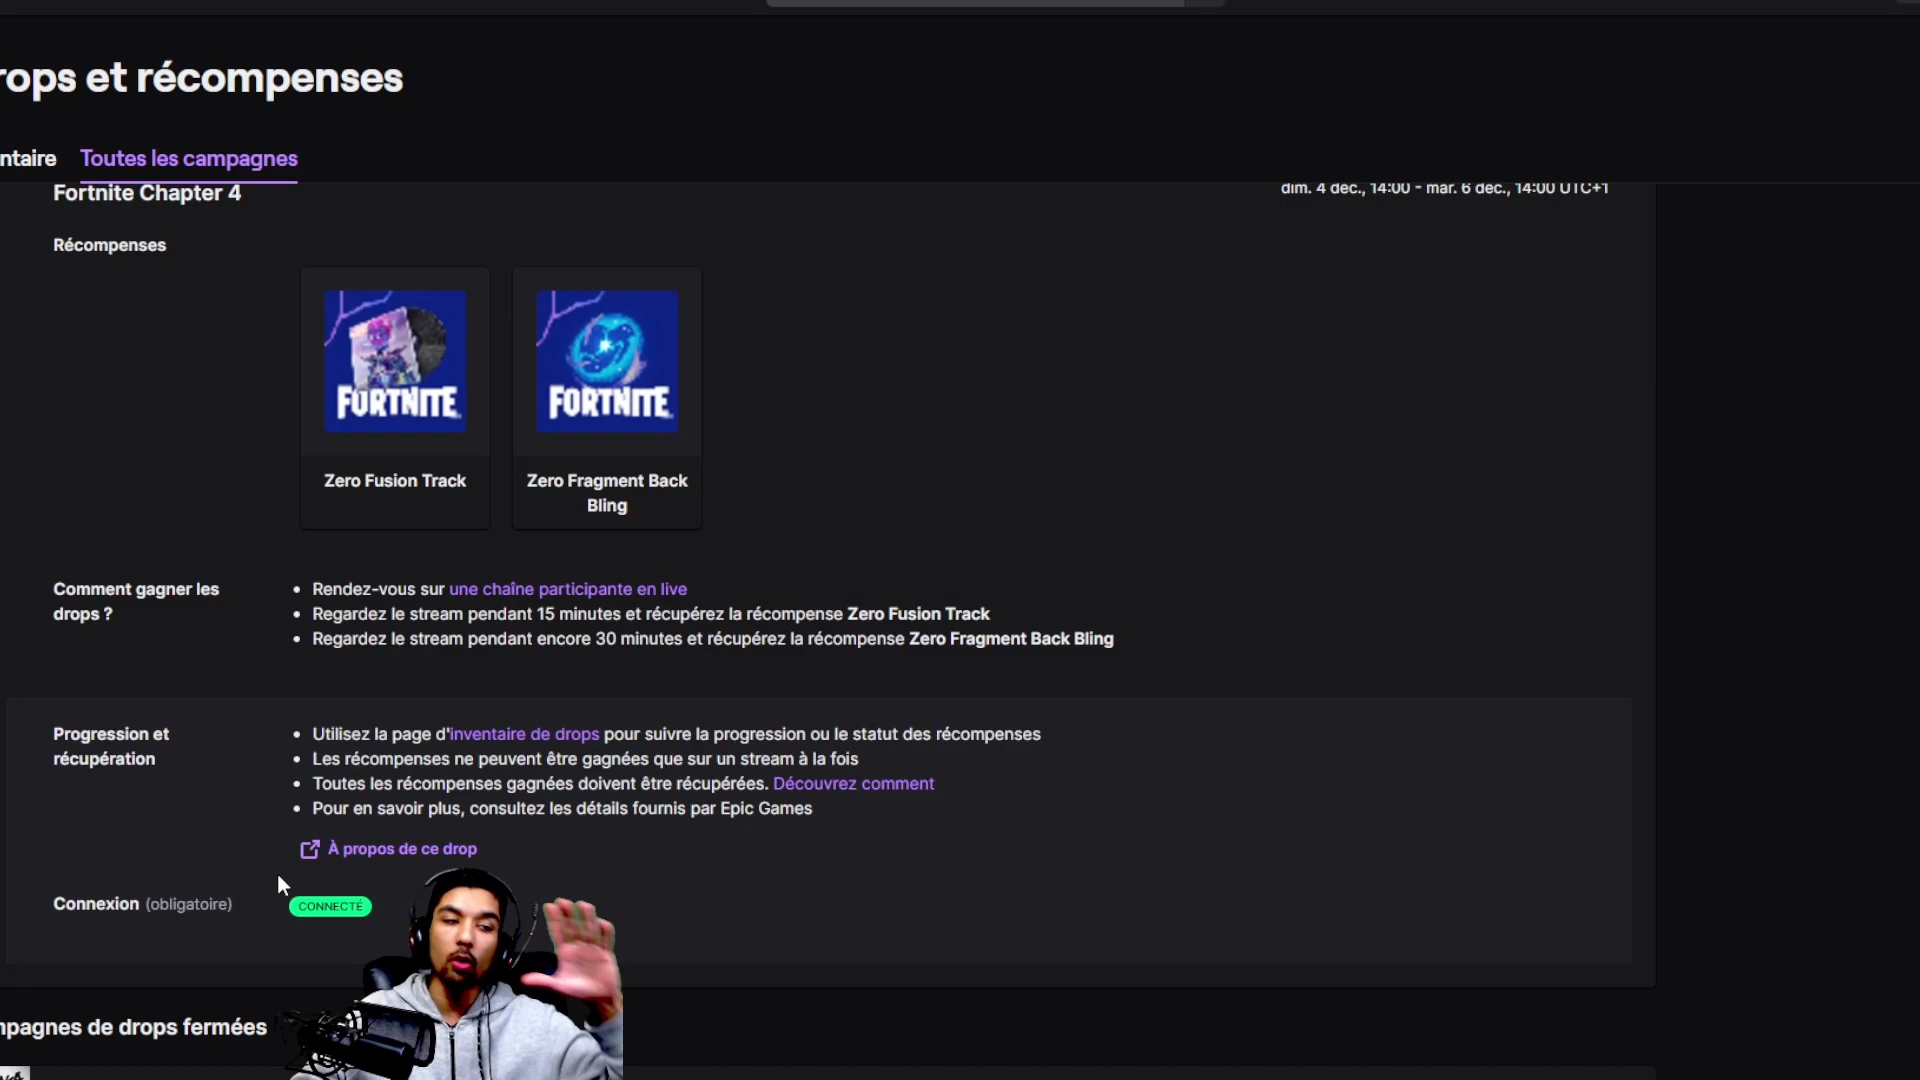 rops et récompenses
ntaire Toutes les campagnes
Fortnite Chapter 4
dim. 4 déc., 14:00 - mar. 6 déc., 14:00 UTC+1
Récompenses
FORTNITE
FORTNITE
Zero Fusion Track
Zero Fragment Back
Bling
Comment gagner les
drops ?
• Rendez-vous sur une chaîne participante en live
• Regardez le stream pendant 15 minutes et récupérez la récompense Zero Fusion Track
• Regardez le stream pendant encore 30 minutes et récupérez la récompense Zero Fragment Back Bling
Progression et
récupération
• Utilisez la page d'inventaire de drops pour suivre la progression ou le statut des récompenses
• Les récompenses ne peuvent être gagnées que sur un stream à la fois
• Toutes les récompenses gagnées doivent être récupérées. Découvrez comment
• Pour en savoir plus, consultez les détails fournis par Epic Games
À propos de ce drop
Connexion (obligatoire)
CONNECTÉ
mpagnes de drops fermées